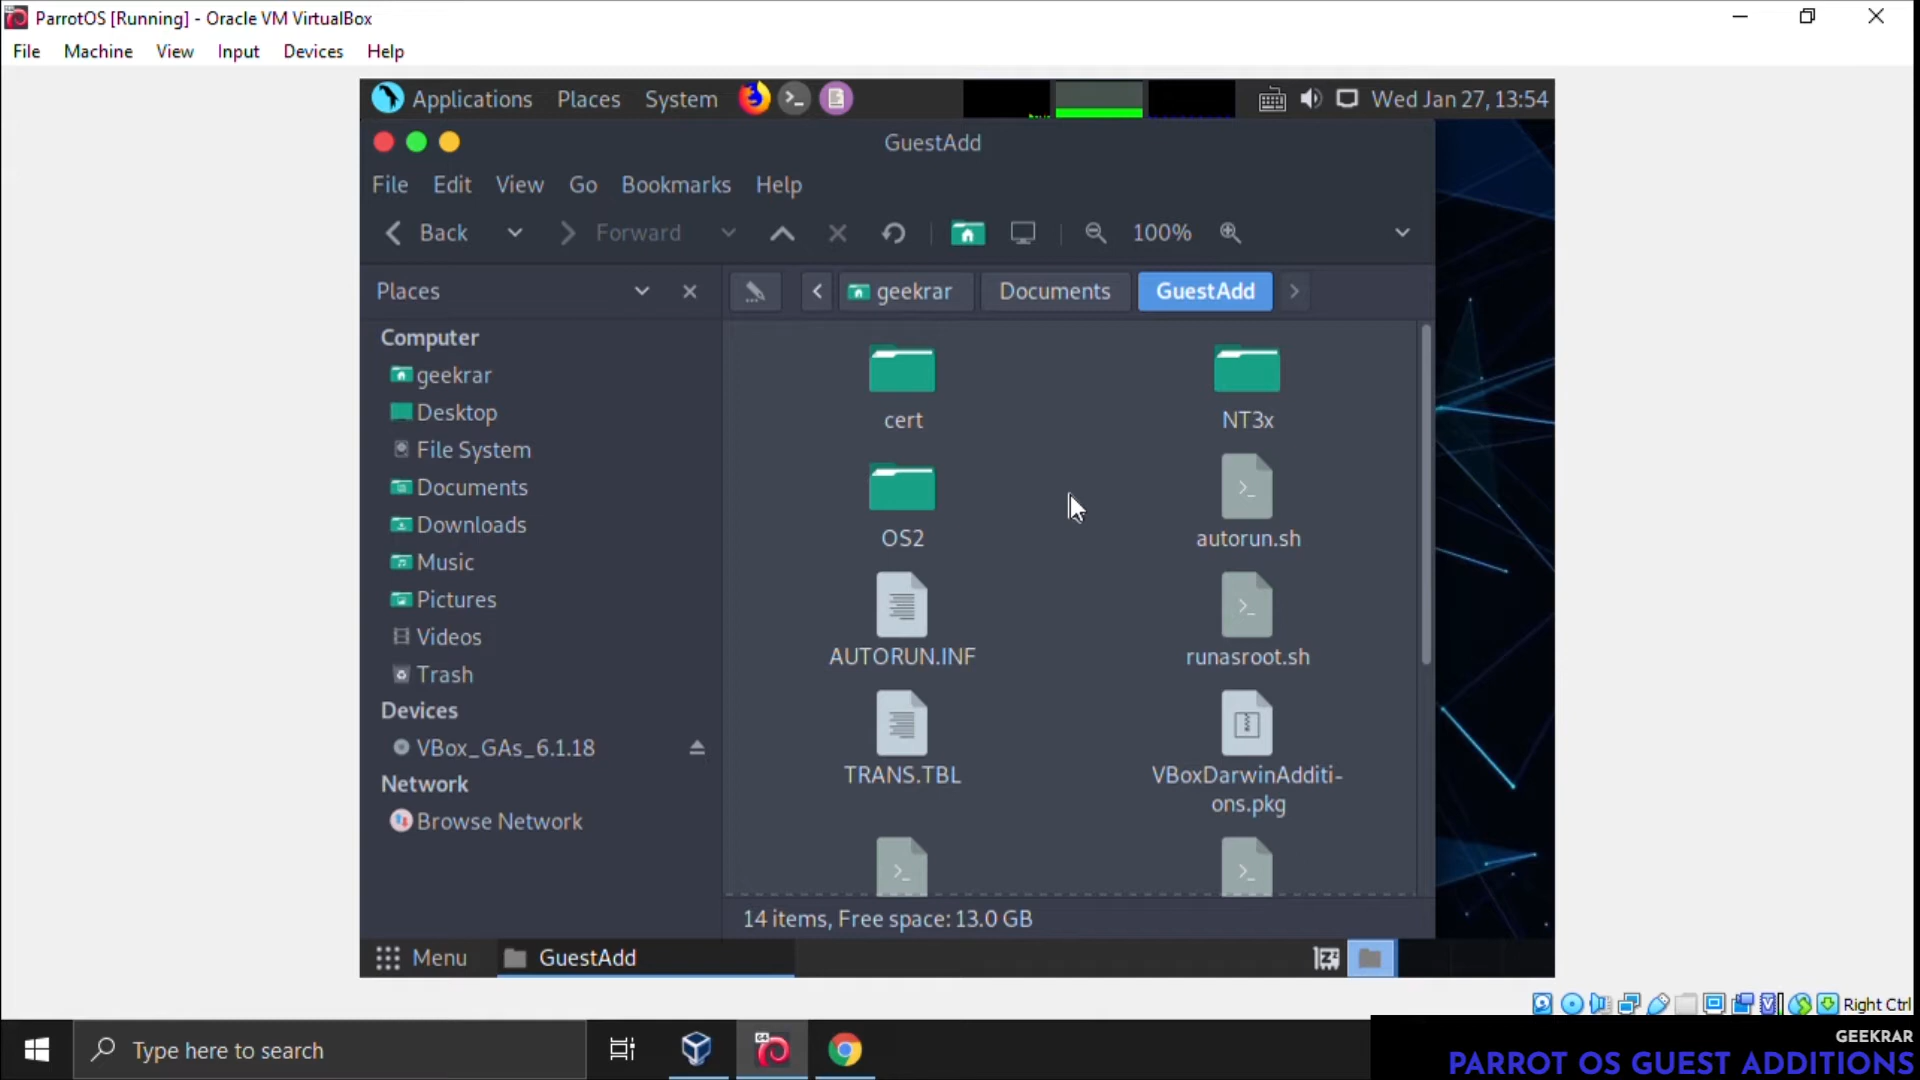 ParrotOS [Running] - Oracle VM VirtualBox
File Machine View Input Devices Help
Applications Places System Wed Jan 27, 13:54
GuestAdd
File Edit View Go Bookmarks Help
Back Forward 100%
Places geekrar Documents GuestAdd
Computer
geekrar
Desktop
File System
Documents
Downloads
Music
Pictures
Videos
Trash
Devices
VBox_GAs_6.1.18
Network
Browse Network
cert NT3x
OS2 autorun.sh
AUTORUN.INF runasroot.sh
TRANS.TBL VBoxDarwinAdditi-
ons.pkg
14 items, Free space: 13.0 GB
Menu GuestAdd
Right Ctrl
Type here to search
64
GEEKRAR
PARROT OS GUEST ADDITIONS